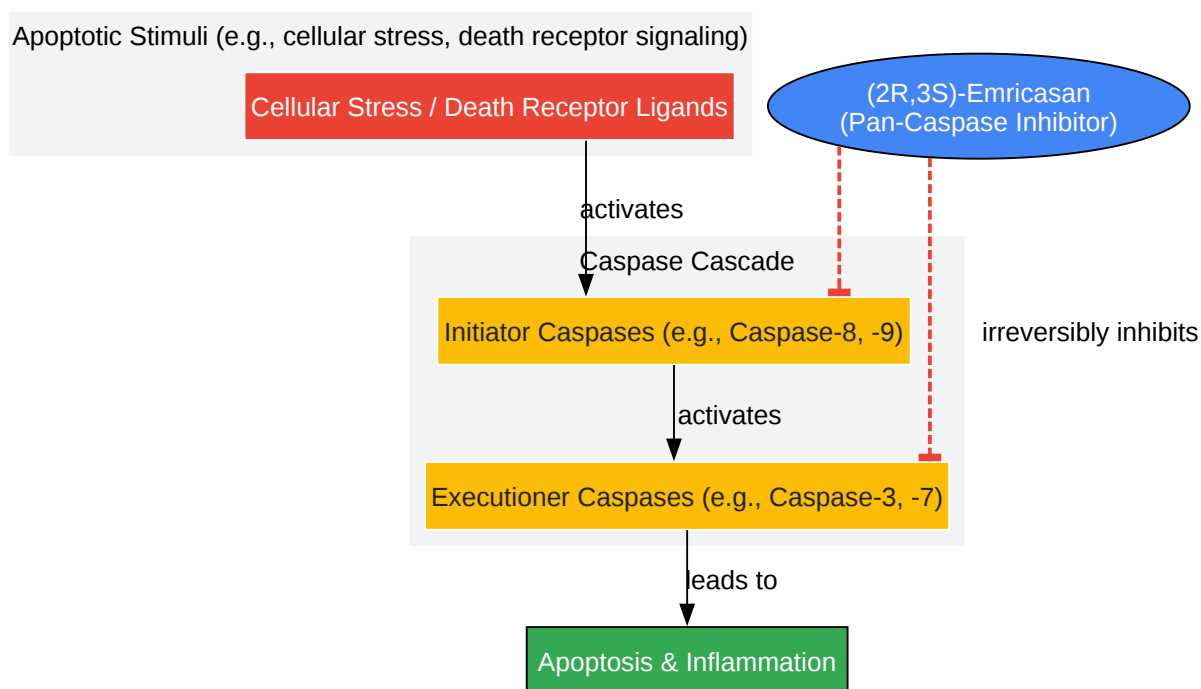 Apoptotic Stimuli (e.g., cellular stress, death receptor signaling)
Cellular Stress / Death Receptor Ligands
(2R,3S)-Emricasan
(Pan-Caspase Inhibitor)
activates
Caspase Cascade
Initiator Caspases (e.g., Caspase-8, -9)
irreversibly inhibits
activates
Executioner Caspases (e.g., Caspase-3, -7)
leads to
Apoptosis & Inflammation